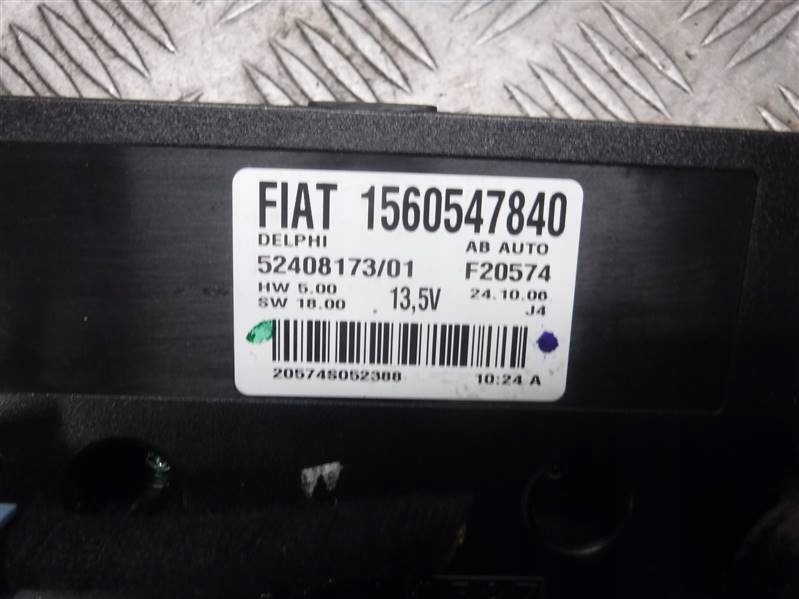 FIAT 1560547840
DELPHI AB AUTO
52408173/01 F20574
HW 5.00 13,5V 24.10.06
SW 18.00 J4
20574S052388 10:24 A